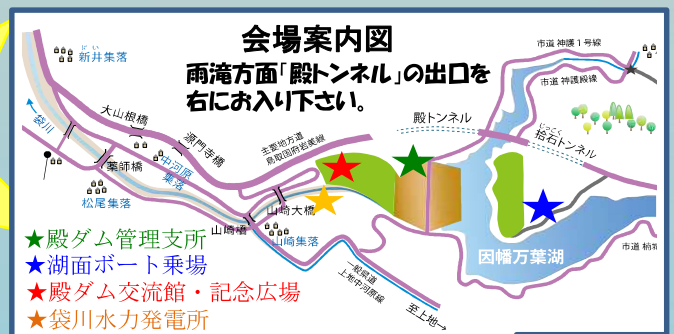 会場案内図
雨滝方面「殿トンネル」の出口を
右にお入り下さい。
にい
新井集落
袋川
大山根橋
源門寺橋
薬師橋
中河原
集落
松尾集落
主要地方道
鳥取国府岩美線
殿トンネル
じっこく
拾石トンネル
市道 神護1号線
市道 神護殿線
山崎橋
山崎大橋
山崎集落
一般県道
上地中河原線
至上地→
因幡万葉湖
★殿ダム管理支所
★湖面ボート乗場
★殿ダム交流館・記念広場
★袋川水力発電所